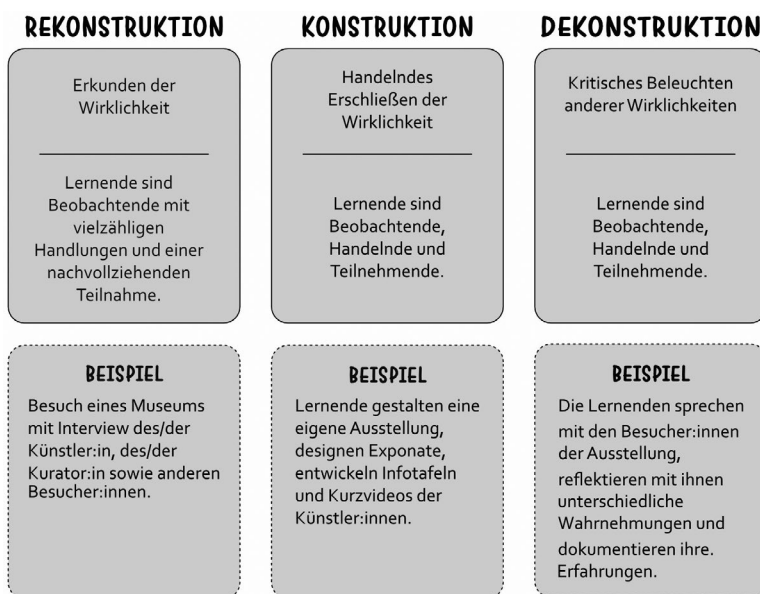 REKONSTRUKTION
Erkunden der
Wirklichkeit
Lernende sind
Beobachtende mit
vielzähligen
Handlungen und einer
nachvollziehenden
Teilnahme.
BEISPIEL
Besuch eines Museums
mit Interview des/der
Künstler:in, des/der
Kurator:in sowie anderen
Besucher:innen.
KONSTRUKTION
Handelndes
Erschließen der
Wirklichkeit
Lernende sind
Beobachtende,
Handelnde und
Teilnehmende.
BEISPIEL
Lernende gestalten eine
eigene Ausstellung,
designen Exponate,
entwickeln Infotafeln
und Kurzvideos der
Künstler:innen.
DEKONSTRUKTION
Kritisches Beleuchten
anderer Wirklichkeiten
Lernende sind
Beobachtende,
Handelnde und
Teilnehmende.
BEISPIEL
Die Lernenden sprechen
mit den Besucher:innen
der Ausstellung,
reflektieren mit ihnen
unterschiedliche
Wahrnehmungen und
dokumentieren ihre.
Erfahrungen.